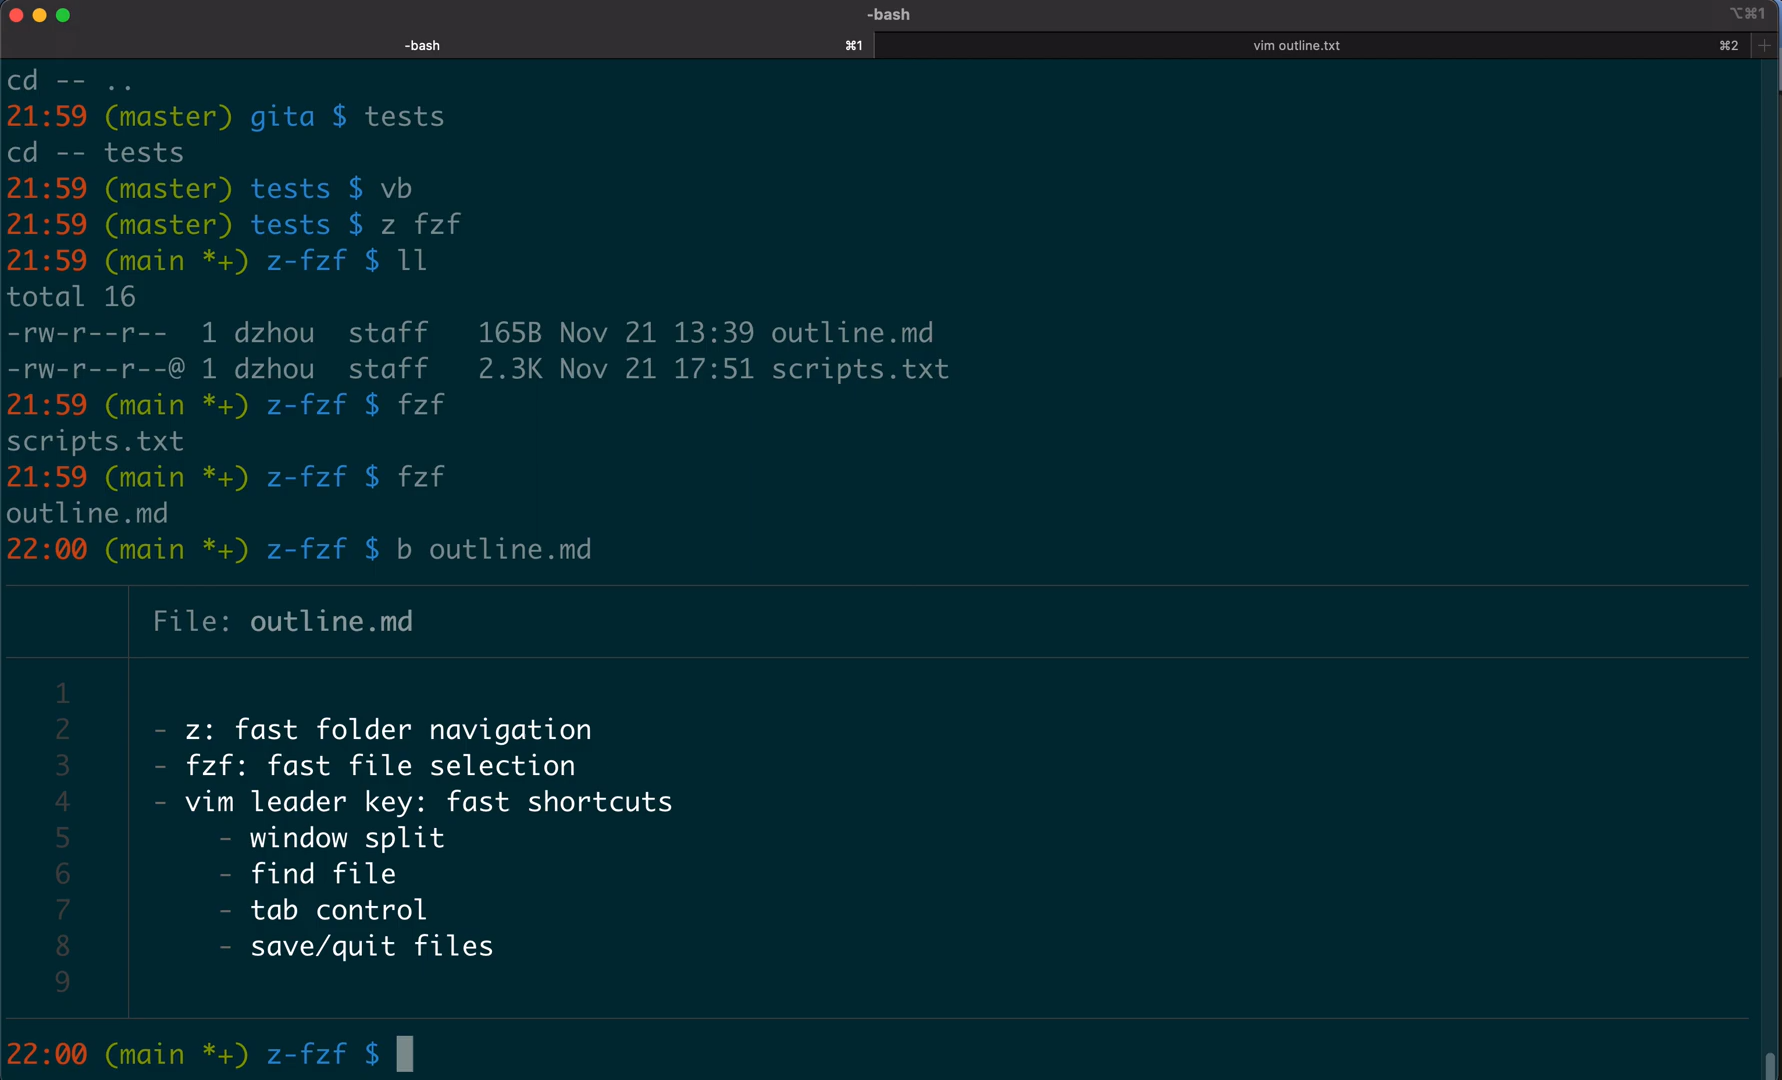 -bash
⌥⌘1
-bash ⌘1 vim outline.txt ⌘2 +
cd -- ..
21:59 (master) gita $ tests
cd -- tests
21:59 (master) tests $ vb
21:59 (master) tests $ z fzf
21:59 (main *+) z-fzf $ ll
total 16
-rw-r--r--  1 dzhou  staff   165B Nov 21 13:39 outline.md
-rw-r--r--@ 1 dzhou  staff   2.3K Nov 21 17:51 scripts.txt
21:59 (main *+) z-fzf $ fzf
scripts.txt
21:59 (main *+) z-fzf $ fzf
outline.md
22:00 (main *+) z-fzf $ b outline.md
File: outline.md
1
2 - z: fast folder navigation
3 - fzf: fast file selection
4 - vim leader key: fast shortcuts
5     - window split
6     - find file
7     - tab control
8     - save/quit files
9
22:00 (main *+) z-fzf $